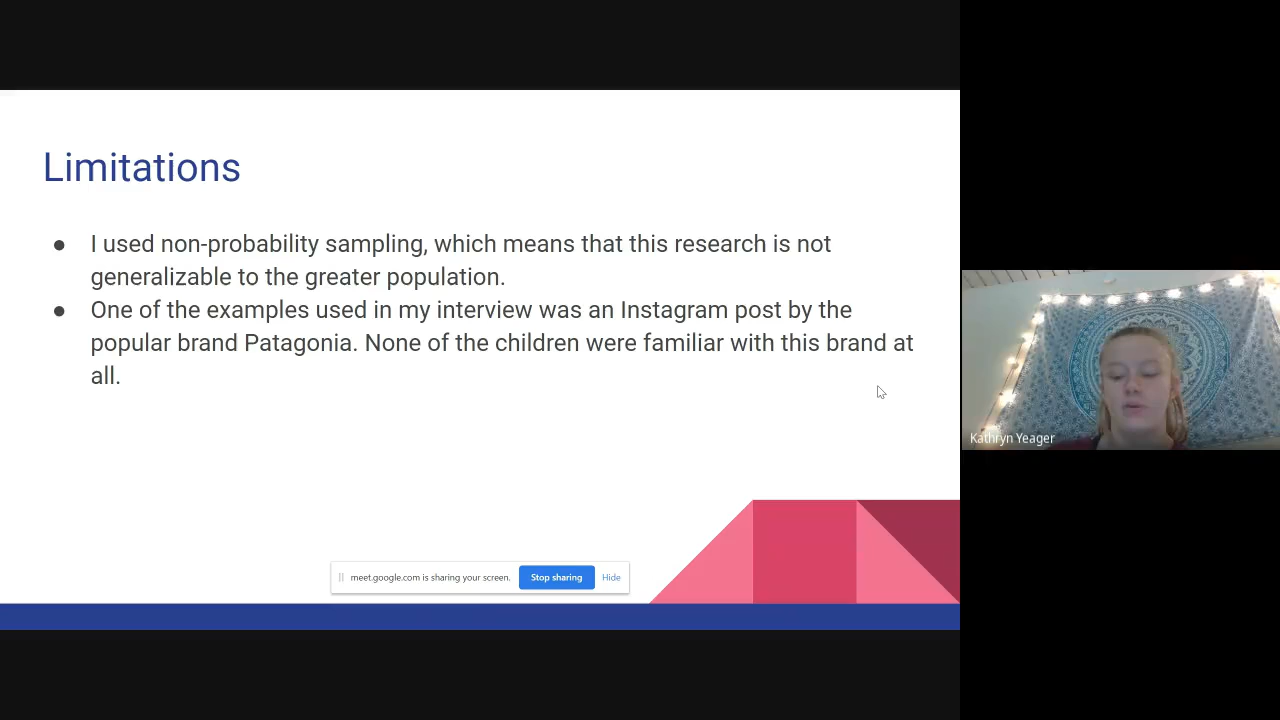 Limitations
● I used non-probability sampling, which means that this research is not
generalizable to the greater population.
● One of the examples used in my interview was an Instagram post by the
popular brand Patagonia. None of the children were familiar with this brand at
all.
Kathryn Yeager
meet.google.com is sharing your screen. Stop sharing Hide